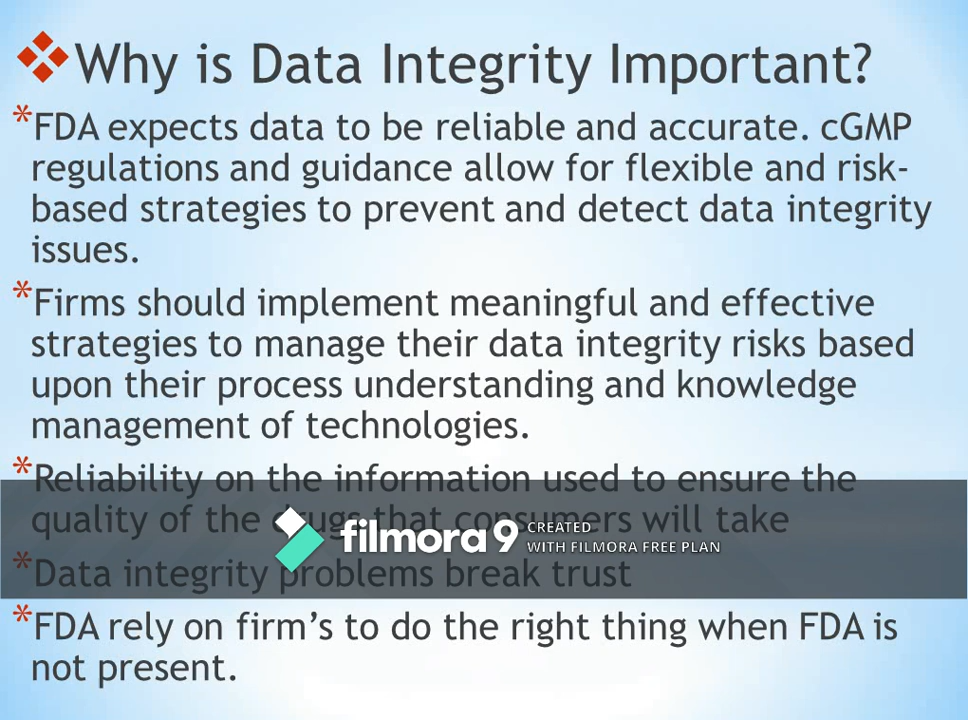 Why is Data Integrity Important?
*FDA expects data to be reliable and accurate. cGMP
regulations and guidance allow for flexible and risk-
based strategies to prevent and detect data integrity
issues.
*Firms should implement meaningful and effective
strategies to manage their data integrity risks based
upon their process understanding and knowledge
management of technologies.
*Reliability on the information used to ensure the
quality of the drugs that consumers will take
filmora9 CREATED
WITH FILMORA FREE PLAN
*Data integrity problems break trust
*FDA rely on firm's to do the right thing when FDA is
not present.